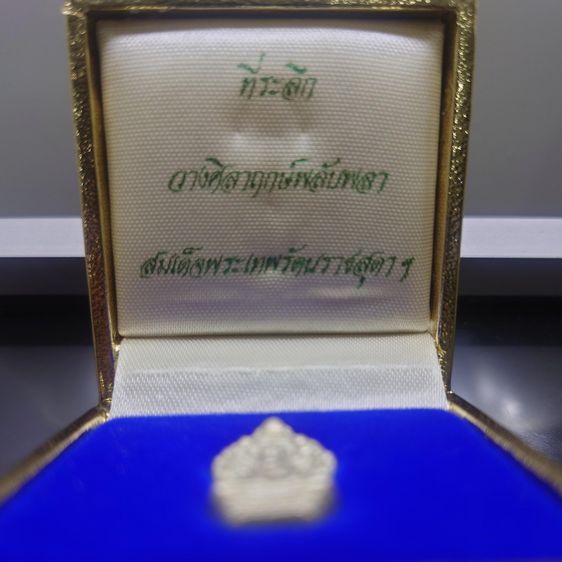 ที่ระลึก
วางศิลาฤกษ์พลับพลา
สมเด็จพระเทพรัตนราชสุดา ฯ